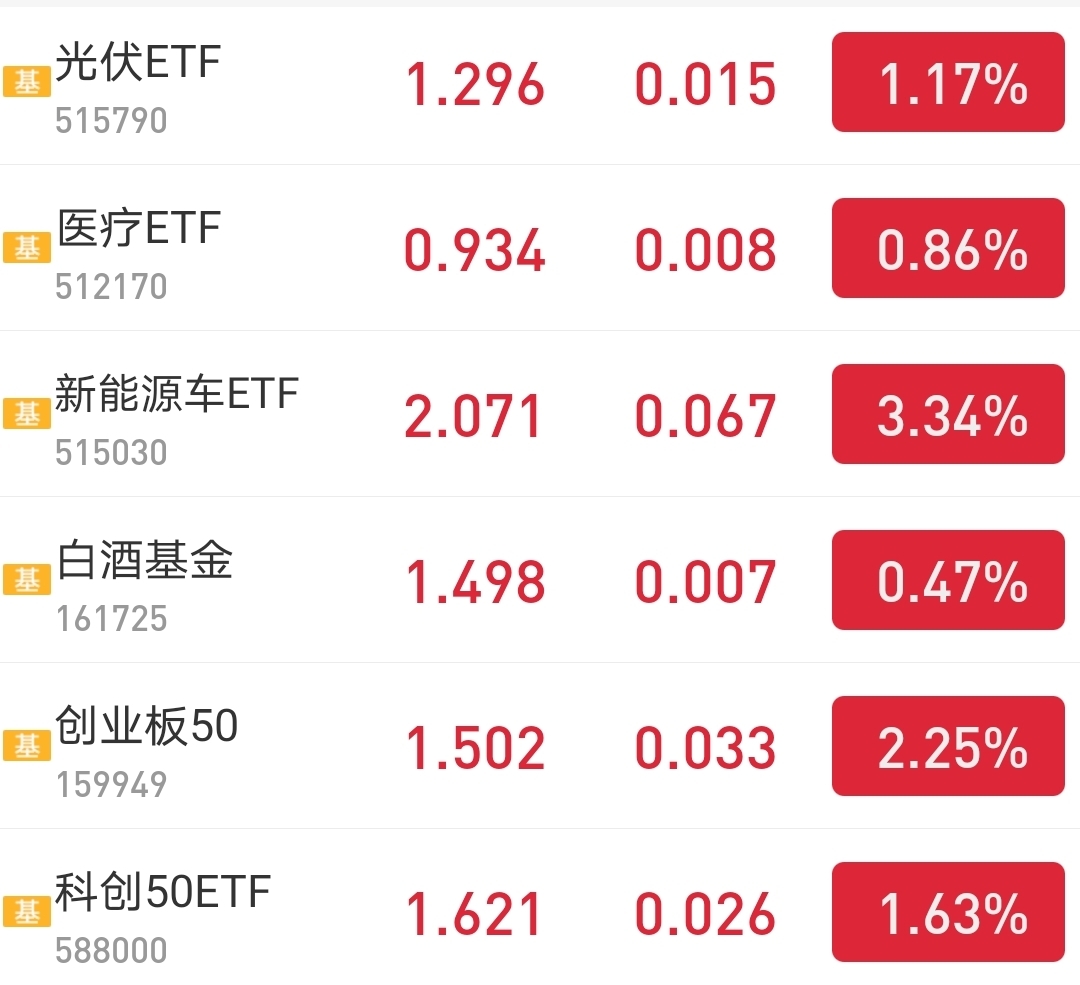 光伏ETF
基 1.296 0.015 1.17%
515790
医疗ETF
基 0.934 0.008 0.86%
512170
新能源车ETF
基 2.071 0.067 3.34%
515030
白酒基金
基 1.498 0.007 0.47%
161725
创业板50
基 1.502 0.033 2.25%
159949
科创50ETF
基 1.621 0.026 1.63%
588000